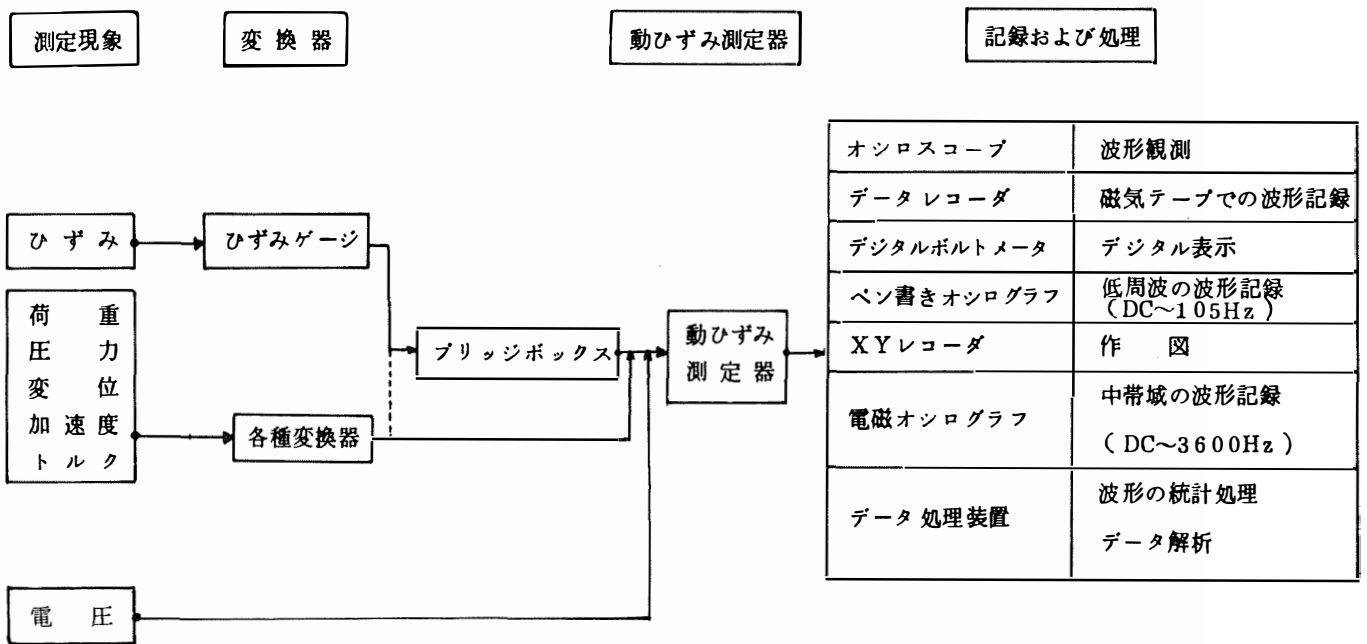 測定現象
変換器
動ひずみ測定器
記録および処理
ひずみ
ひずみゲージ
荷重
圧力
変位
加速度
トルク
各種変換器
ブリッジボックス
電圧
動ひずみ
測定器
オシロスコープ 波形観測
データレコーダ 磁気テープでの波形記録
デジタルボルトメータ デジタル表示
ペン書きオシログラフ 低周波の波形記録
(DC~105Hz)
XYレコーダ 作図
電磁オシログラフ 中帯域の波形記録
(DC~3600Hz)
データ処理装置 波形の統計処理
データ解析